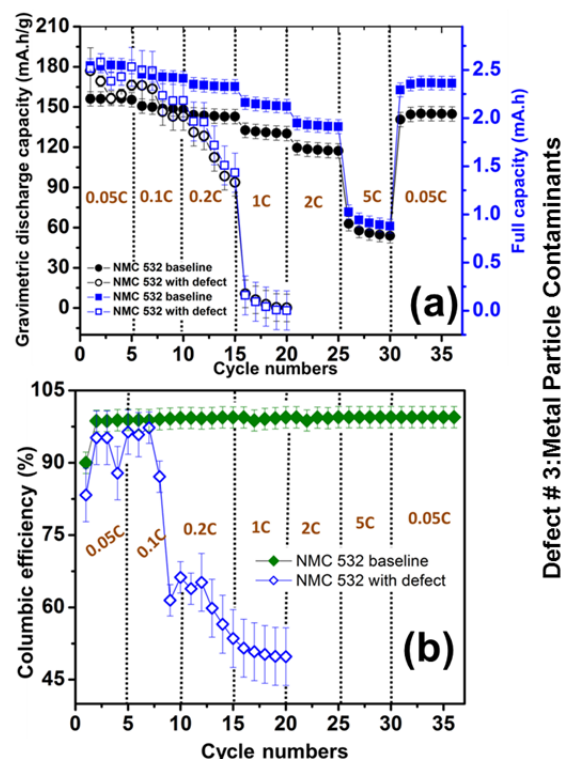 Gravimetric discharge capacity (mA.h/g)
210
180
150
120
90
60
30
0
0.05C
0.1C
0.2C
1C
2C
5C
0.05C
NMC 532 baseline
NMC 532 with defect
NMC 532 baseline
NMC 532 with defect
(a)
2.5
2.0
1.5
1.0
0.5
0.0
Full capacity (mA.h)
0 5 10 15 20 25 30 35
Cycle numbers
Columbic efficiency (%)
105
90
75
60
45
0.05C
0.1C
0.2C
1C
2C
5C
0.05C
NMC 532 baseline
NMC 532 with defect
(b)
0 5 10 15 20 25 30 35
Cycle numbers
Defect # 3:Metal Particle Contaminants